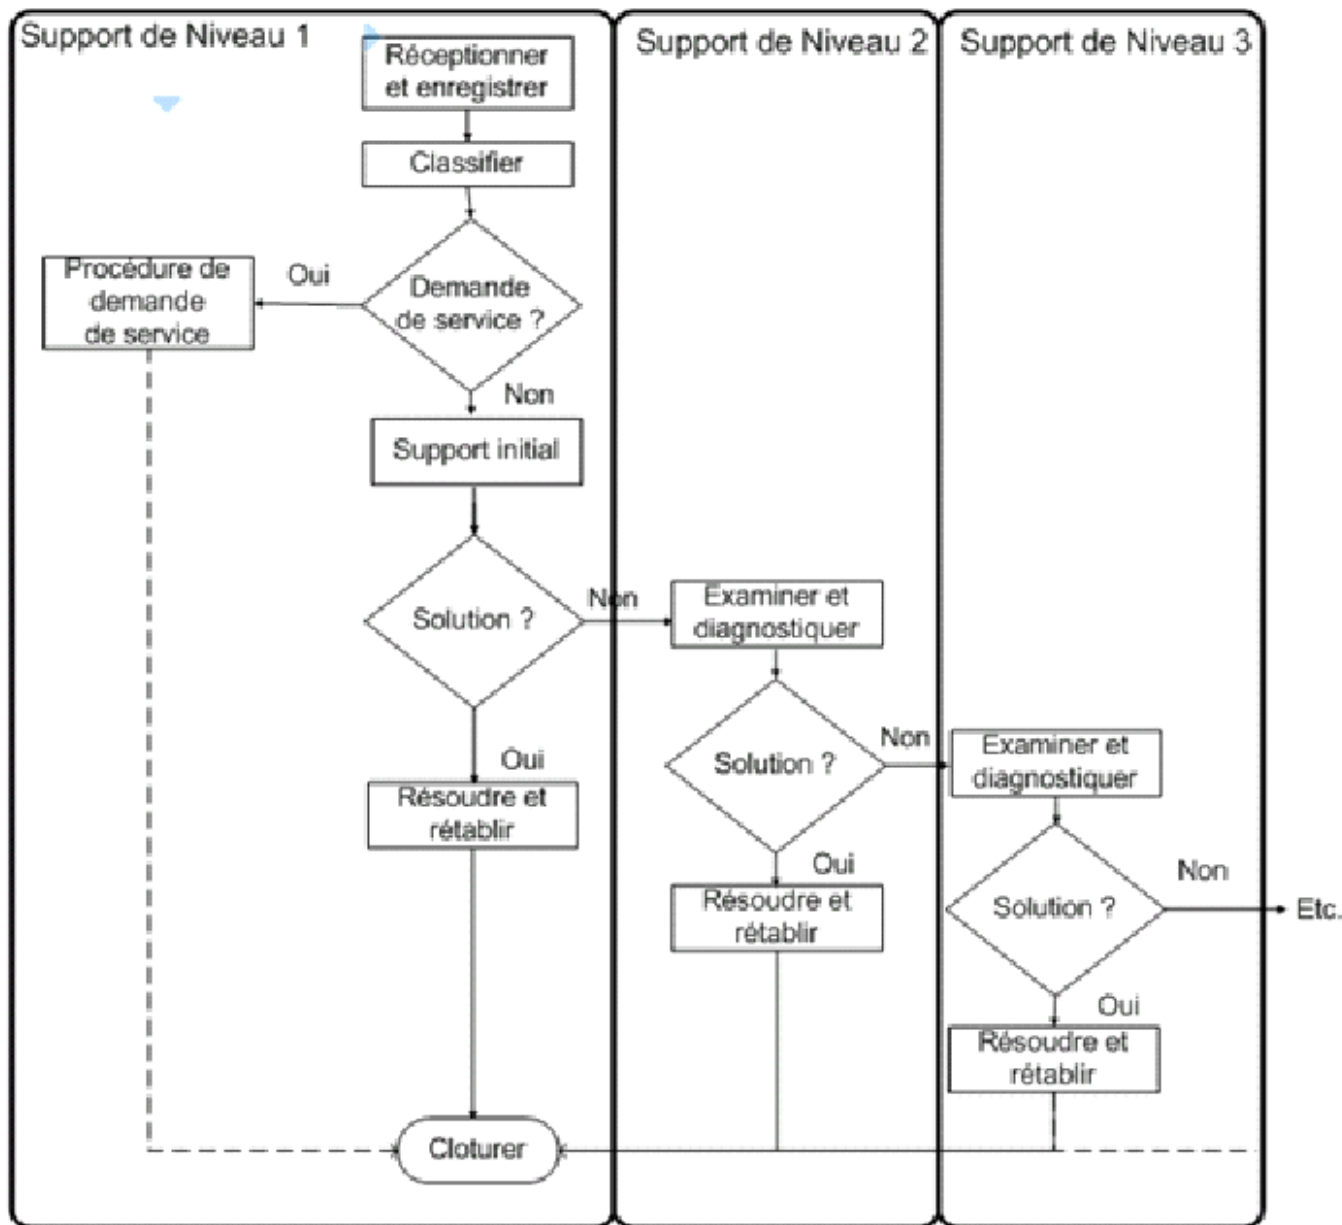 Support de Niveau 1
Réceptionner
et enregistrer
Classifier
Demande
de service ?
Oui
Procédure de
demande
de service
Non
Support initial
Solution ?
Non
Oui
Résoudre et
rétablir
Cloturer
Support de Niveau 2
Examiner et
diagnostiquer
Solution ?
Non
Oui
Résoudre et
rétablir
Support de Niveau 3
Examiner et
diagnostiquer
Solution ?
Non
Etc.
Oui
Résoudre et
rétablir